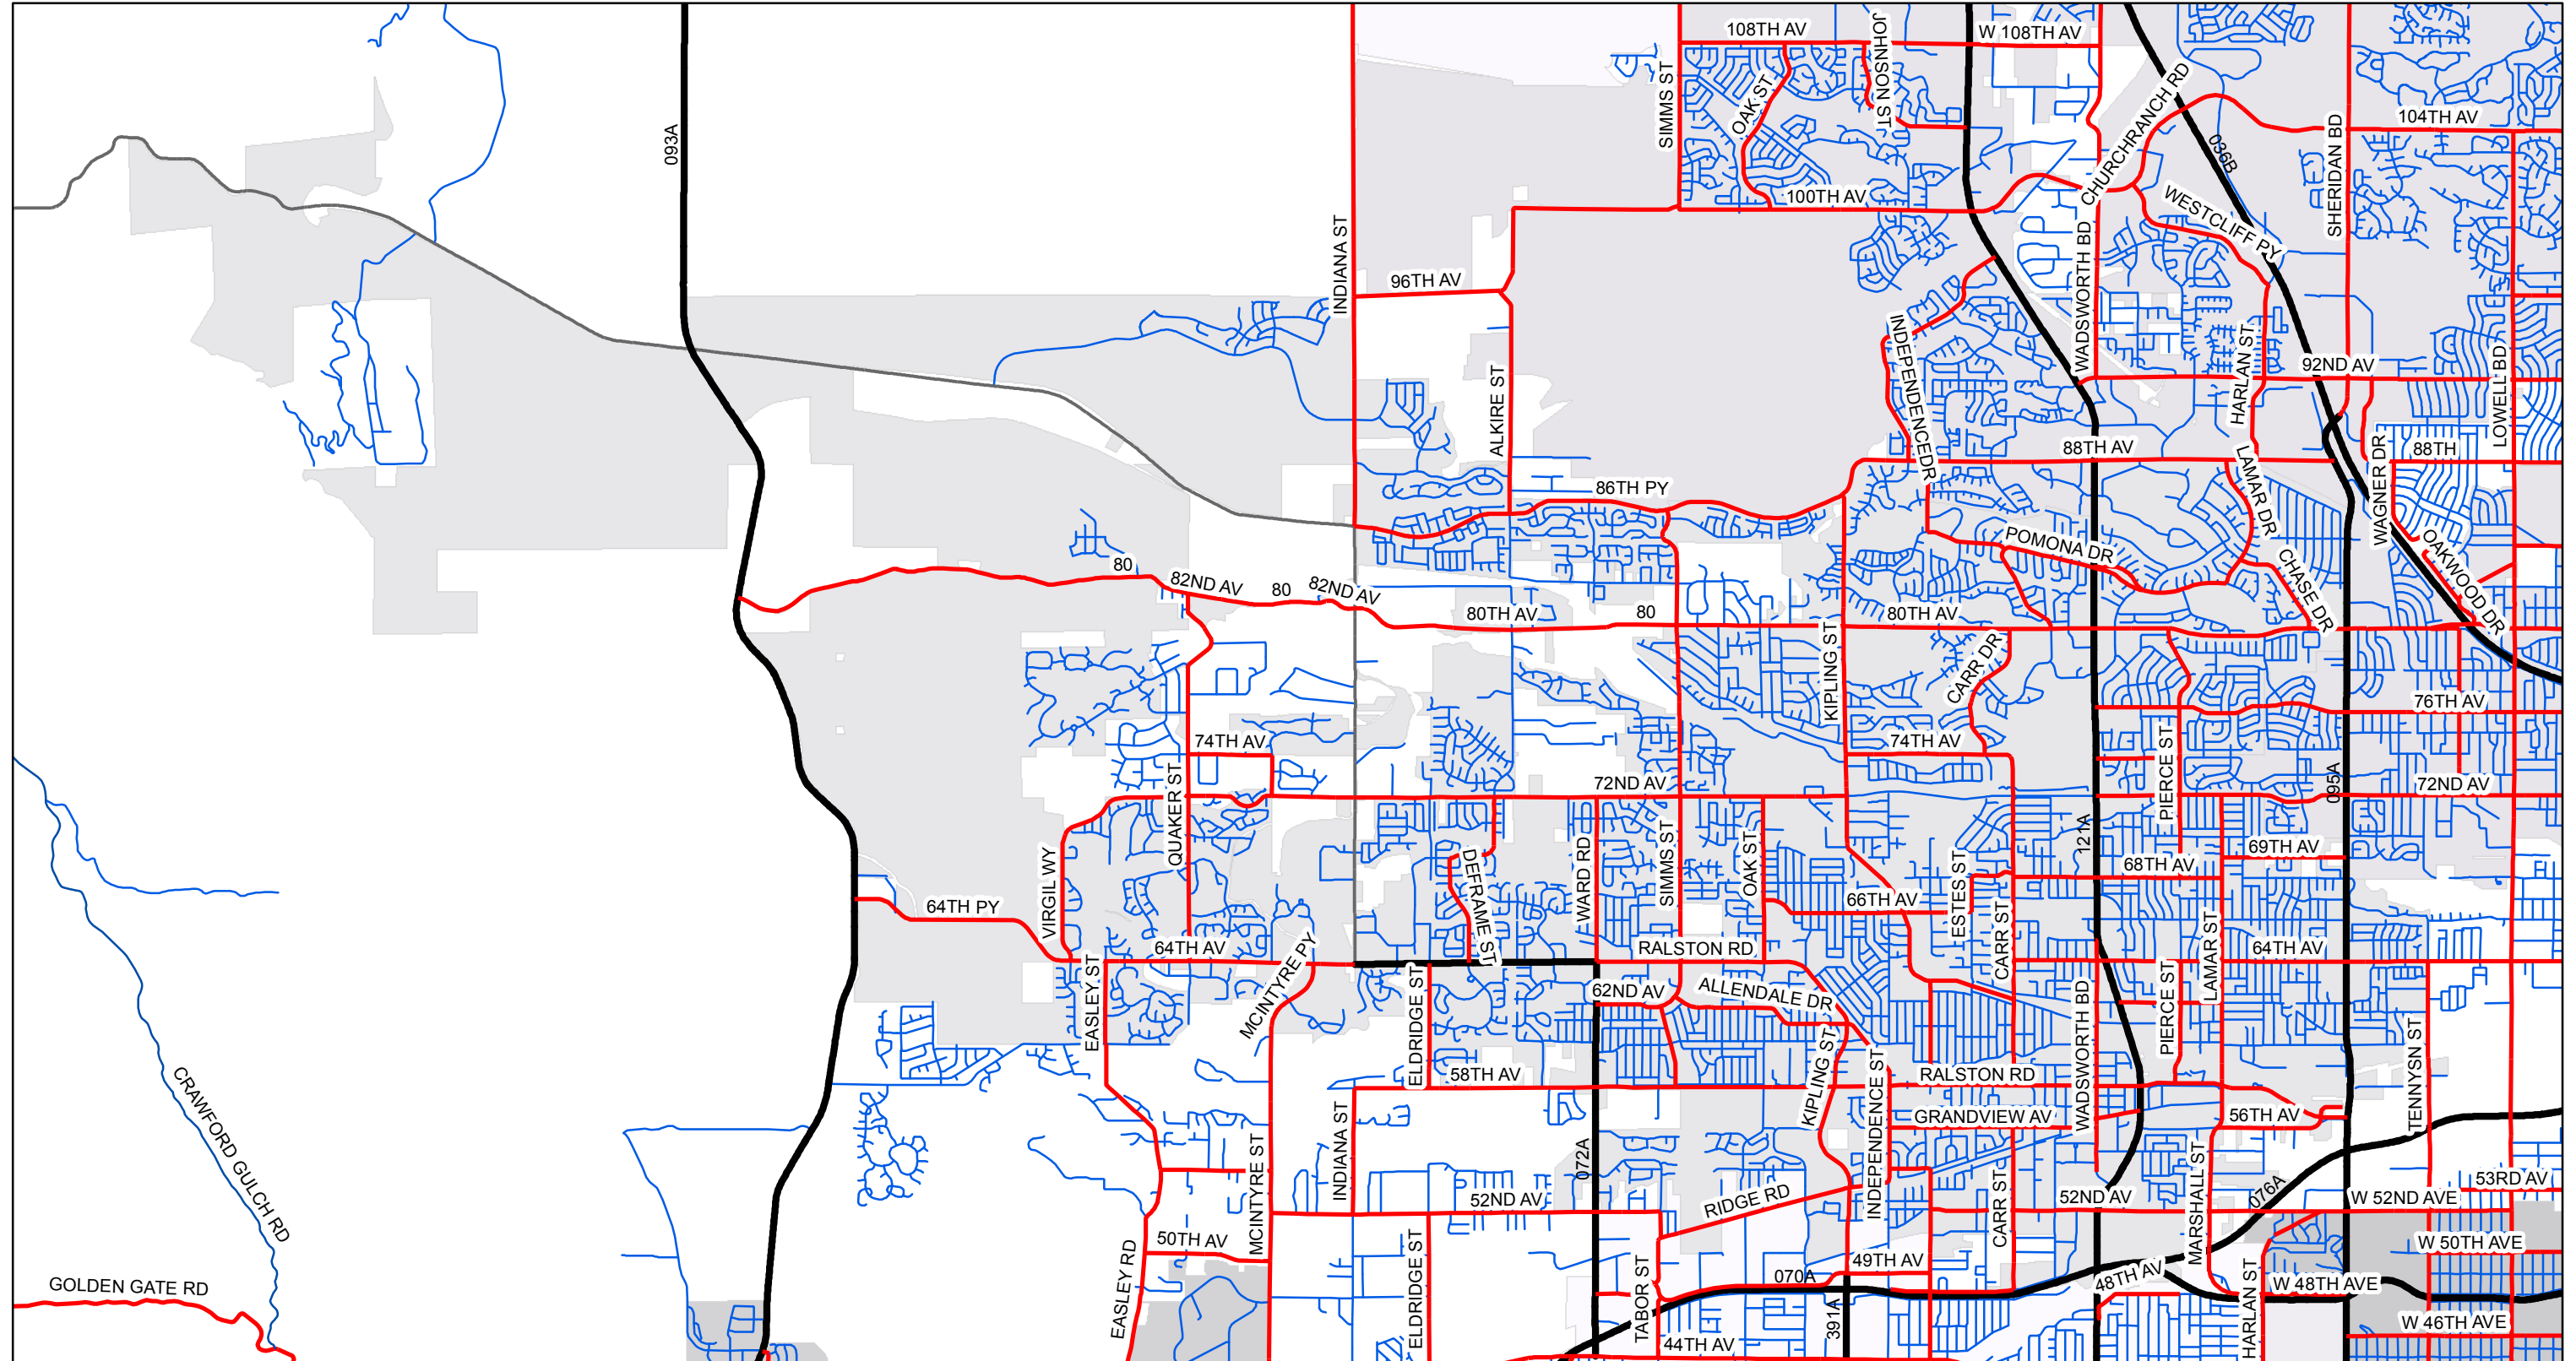 108TH AV
JOHNSON ST
W 108TH AV
SIMMS ST
OAK ST
CHURCHRANCH RD
104TH AV
093A
036B
SHERIDAN BD
100TH AV
WESTCLIFF PY
INDIANA ST
WADSWORTH BD
96TH AV
INDEPENDENCEDR
HARLAN ST
92ND AV
LOWELL BD
ALKIRE ST
88TH AV
88TH
WAGNER DR
LAMAR DR
86TH PY
OAKWOOD DR
POMONA DR
CHASE DR
80
82ND AV
80
82ND AV
80TH AV
80
80TH AV
KIPLING ST
CARR DR
76TH AV
74TH AV
74TH AV
PIERCE ST
QUAKER ST
72ND AV
095A
72ND AV
121A
VIRGIL WY
DEFRAME ST
WARD RD
SIMMS ST
OAK ST
ESTES ST
68TH AV
69TH AV
66TH AV
64TH PY
CARR ST
LAMAR ST
64TH AV
MCINTYRE PY
RALSTON RD
64TH AV
EASLEY ST
ELDRIDGE ST
62ND AV
ALLENDALE DR
WADSWORTH BD
PIERCE ST
TENNYSN ST
58TH AV
KIPLING ST
INDEPENDENCE ST
RALSTON RD
CRAWFORD GULCH RD
GRANDVIEW AV
56TH AV
MCINTYRE ST
INDIANA ST
072A
MARSHALL ST
52ND AV
RIDGE RD
CARR ST
52ND AV
076A
53RD AV
W 52ND AVE
EASLEY RD
50TH AV
ELDRIDGE ST
TABOR ST
49TH AV
W 50TH AVE
070A
48TH AV
HARLAN ST
W 48TH AVE
GOLDEN GATE RD
391A
44TH AV
W 46TH AVE